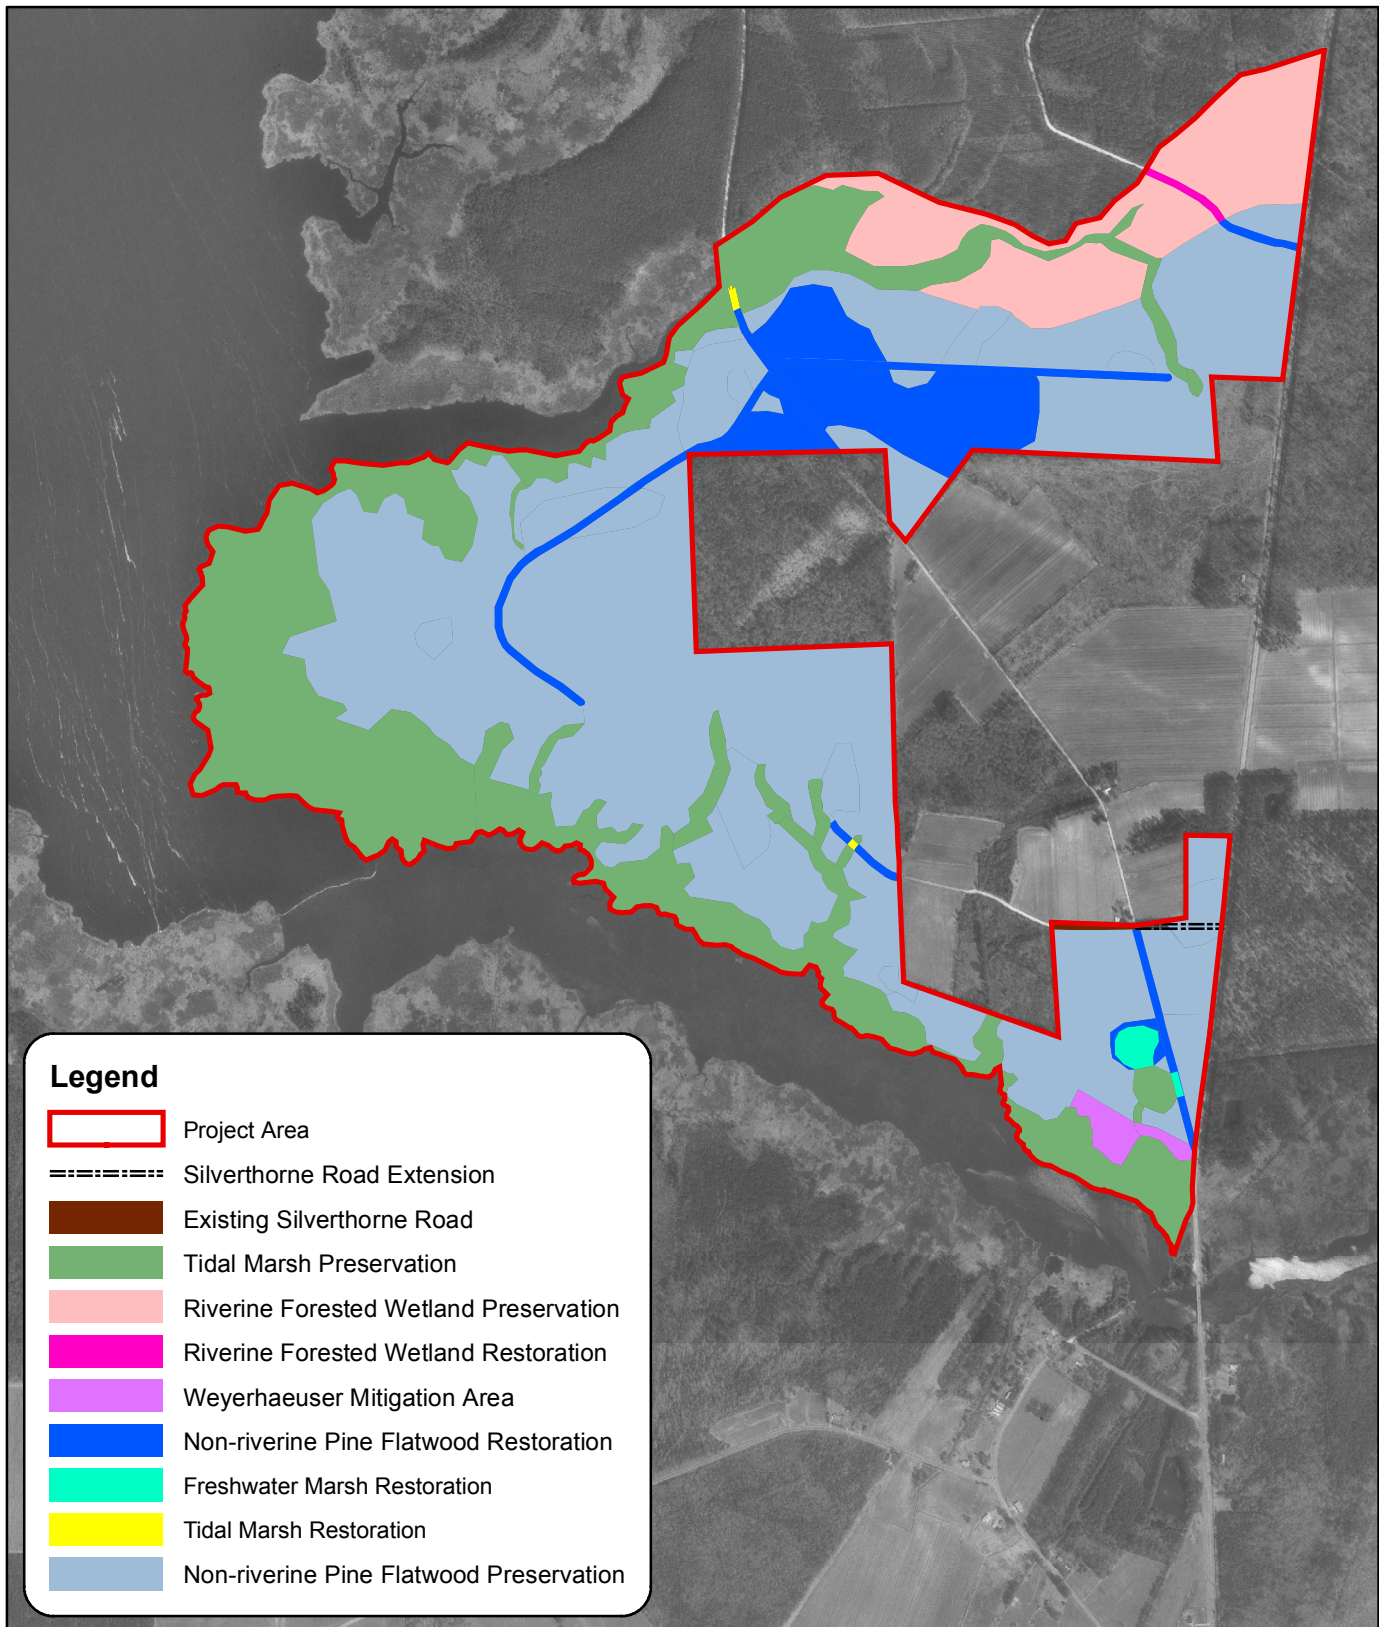 Legend
Project Area
Silverthorne Road Extension
Existing Silverthorne Road
Tidal Marsh Preservation
Riverine Forested Wetland Preservation
Riverine Forested Wetland Restoration
Weyerhaeuser Mitigation Area
Non-riverine Pine Flatwood Restoration
Freshwater Marsh Restoration
Tidal Marsh Restoration
Non-riverine Pine Flatwood Preservation